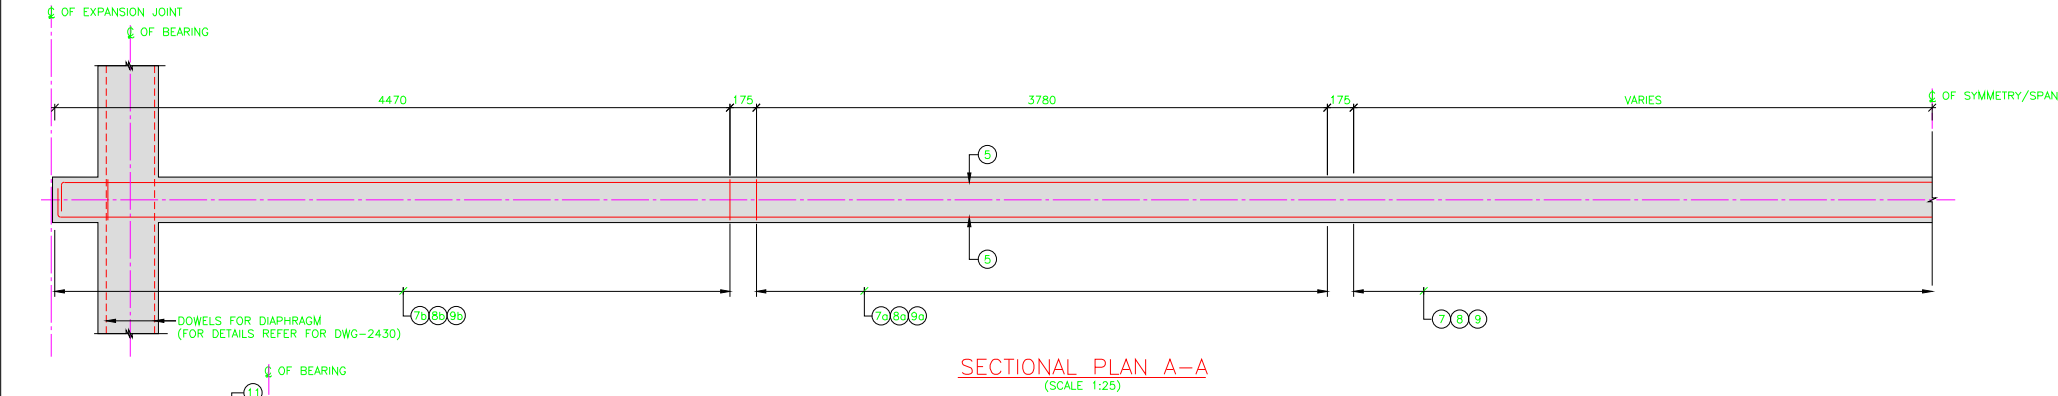 ℄ OF EXPANSION JOINT
℄ OF BEARING
4470
175
3780
175
VARIES
℄ OF SYMMETRY/SPAN
5
5
7b 8b 9b
7a 8a 9a
7 8 9
DOWELS FOR DIAPHRAGM
(FOR DETAILS REFER FOR DWG-2430)
SECTIONAL PLAN A-A
(SCALE 1:25)
℄ OF BEARING
11